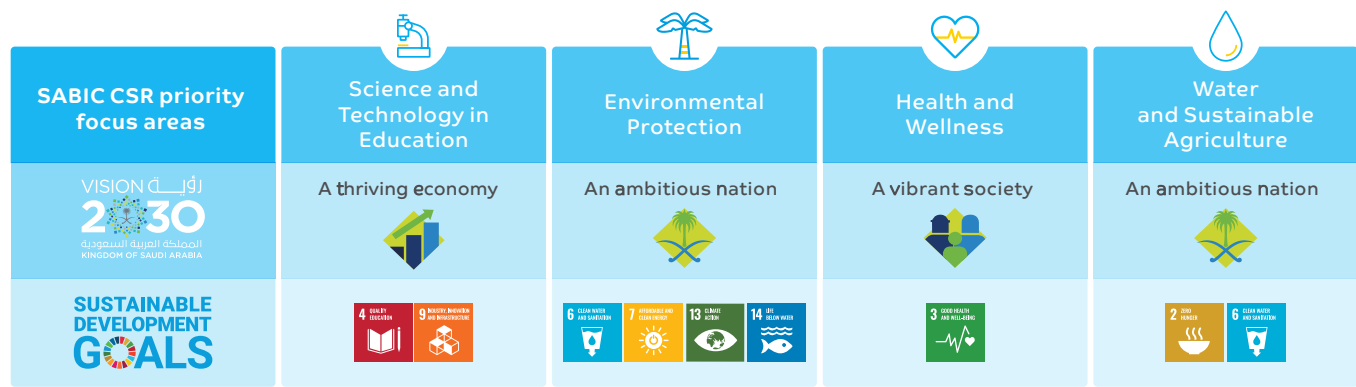 SABIC CSR priority
focus areas
Science and
Technology in
Education
Environmental
Protection
Health and
Wellness
Water
and Sustainable
Agriculture
VISION رؤيــــة
2030
المملكة العربية السعودية
KINGDOM OF SAUDI ARABIA
A thriving economy
An ambitious nation
A vibrant society
An ambitious nation
SUSTAINABLE
DEVELOPMENT
GOALS
4 QUALITY
EDUCATION
9 INDUSTRY, INNOVATION
AND INFRASTRUCTURE
6 CLEAN WATER
AND SANITATION
7 AFFORDABLE AND
CLEAN ENERGY
13 CLIMATE
ACTION
14 LIFE
BELOW WATER
3 GOOD HEALTH
AND WELL-BEING
2 ZERO
HUNGER
6 CLEAN WATER
AND SANITATION